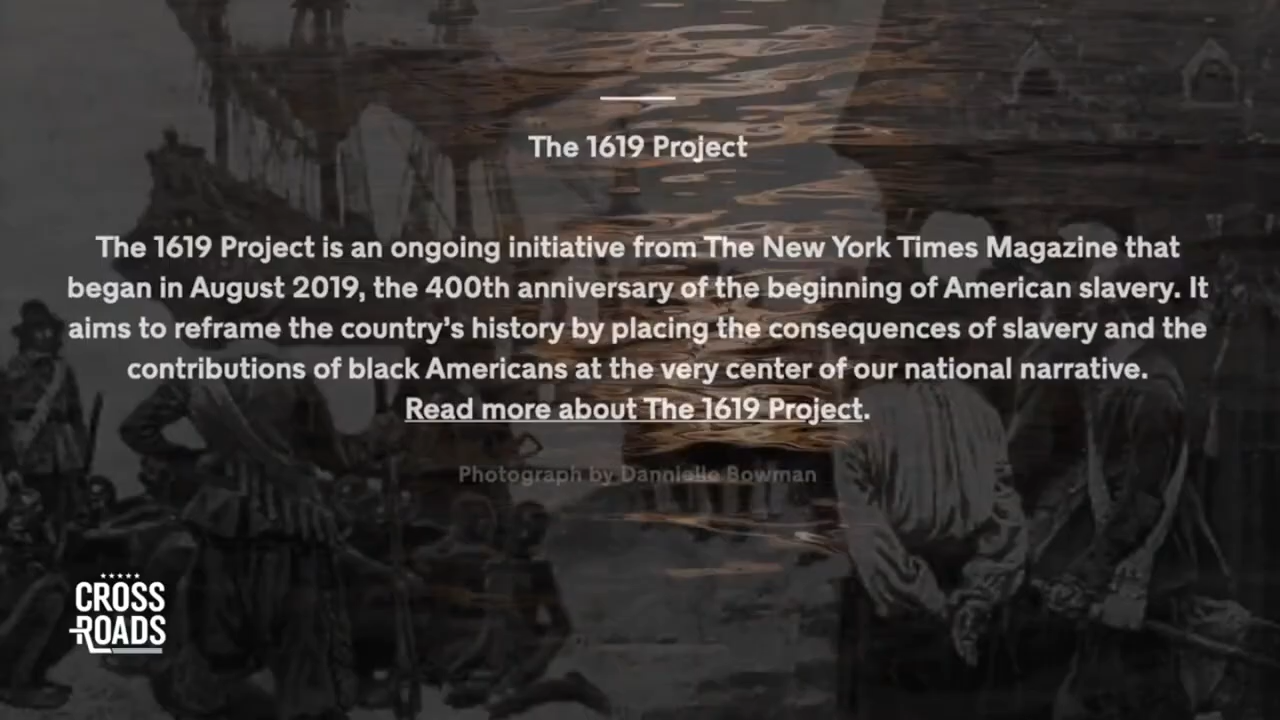 The 1619 Project
The 1619 Project is an ongoing initiative from The New York Times Magazine that
began in August 2019, the 400th anniversary of the beginning of American slavery. It
aims to reframe the country’s history by placing the consequences of slavery and the
contributions of black Americans at the very center of our national narrative.
Read more about The 1619 Project.
Photograph by Dannielle Bowman
CROSS
ROADS